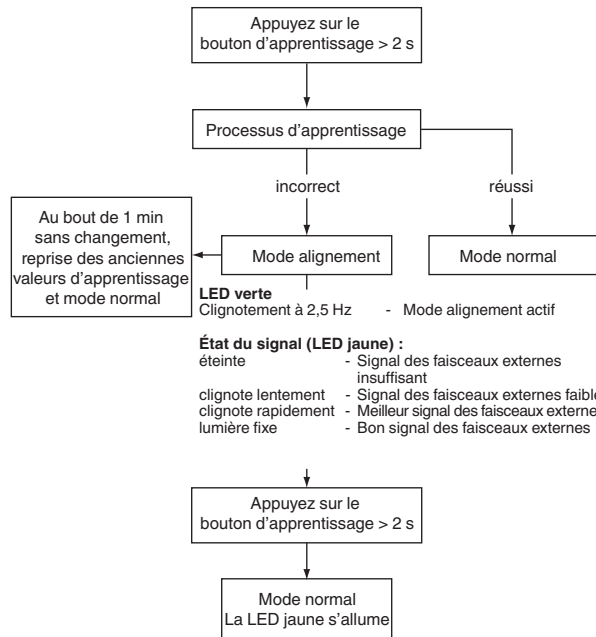 Appuyez sur le
bouton d'apprentissage > 2 s
Processus d'apprentissage
incorrect
réussi
Au bout de 1 min
sans changement,
reprise des anciennes
valeurs d'apprentissage
et mode normal
Mode alignement
Mode normal
LED verte
Clignotement à 2,5 Hz - Mode alignement actif
État du signal (LED jaune) :
éteinte - Signal des faisceaux externes
insuffisant
clignote lentement - Signal des faisceaux externes faible
clignote rapidement - Meilleur signal des faisceaux externe
lumière fixe - Bon signal des faisceaux externes
Appuyez sur le
bouton d'apprentissage > 2 s
Mode normal
La LED jaune s'allume